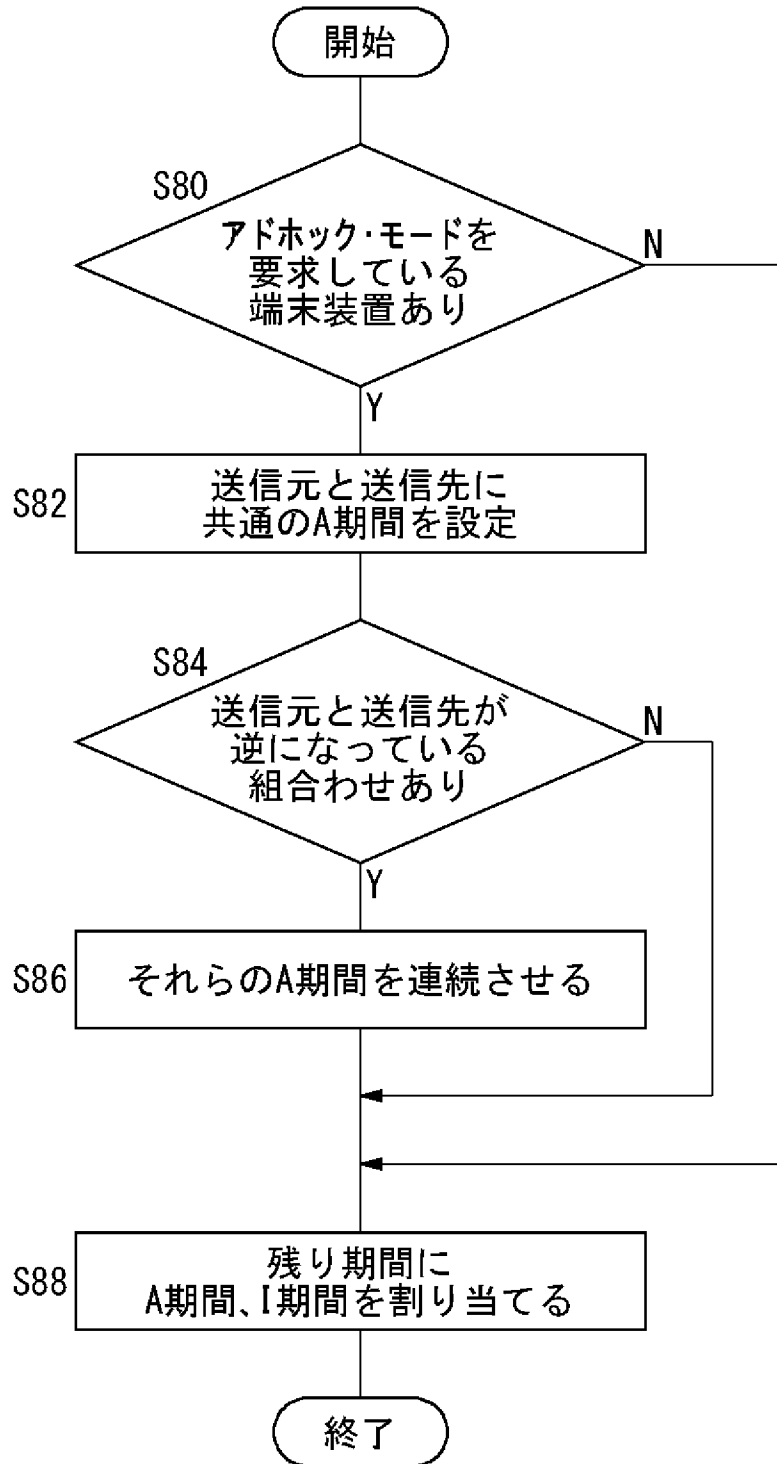 開始
S80
アドホック・モードを
要求している
端末装置あり
N
Y
S82
送信元と送信先に
共通のA期間を設定
S84
送信元と送信先が
逆になっている
組合わせあり
N
Y
S86
それらのA期間を連続させる
S88
残り期間に
A期間、I期間を割り当てる
終了